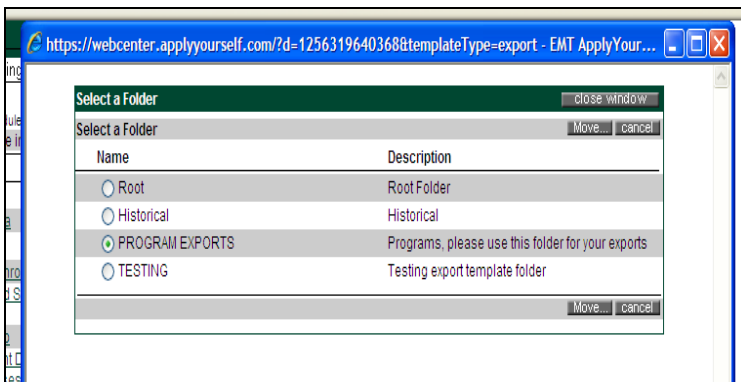 https://webcenter.applyyourself.com/?d=1256319640368&templateType=export - EMT ApplyYour...
Select a Folder close window
Select a Folder Move... cancel
Name Description
Root Root Folder
Historical Historical
PROGRAM EXPORTS Programs, please use this folder for your exports
TESTING Testing export template folder
Move... cancel